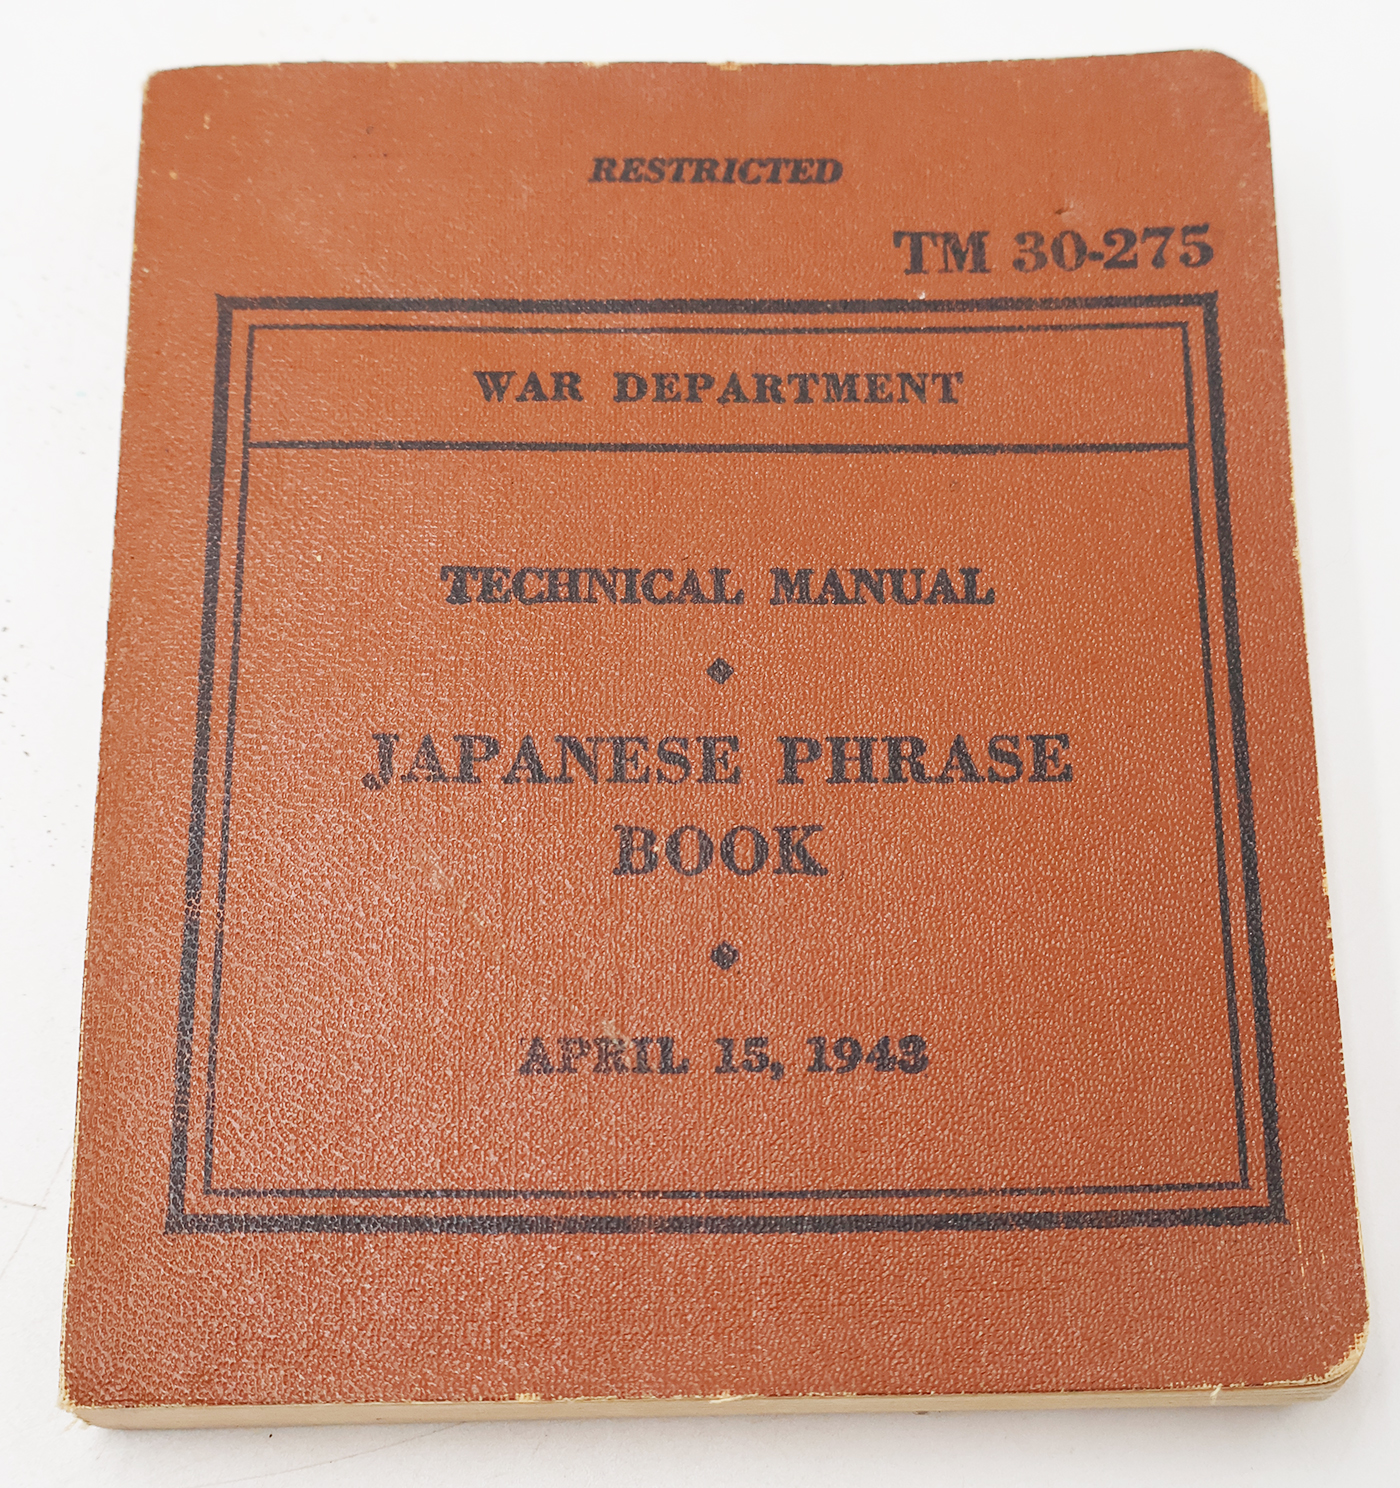 RESTRICTED
TM 30-275
WAR DEPARTMENT
TECHNICAL MANUAL
JAPANESE PHRASE
BOOK
APRIL 15, 1943